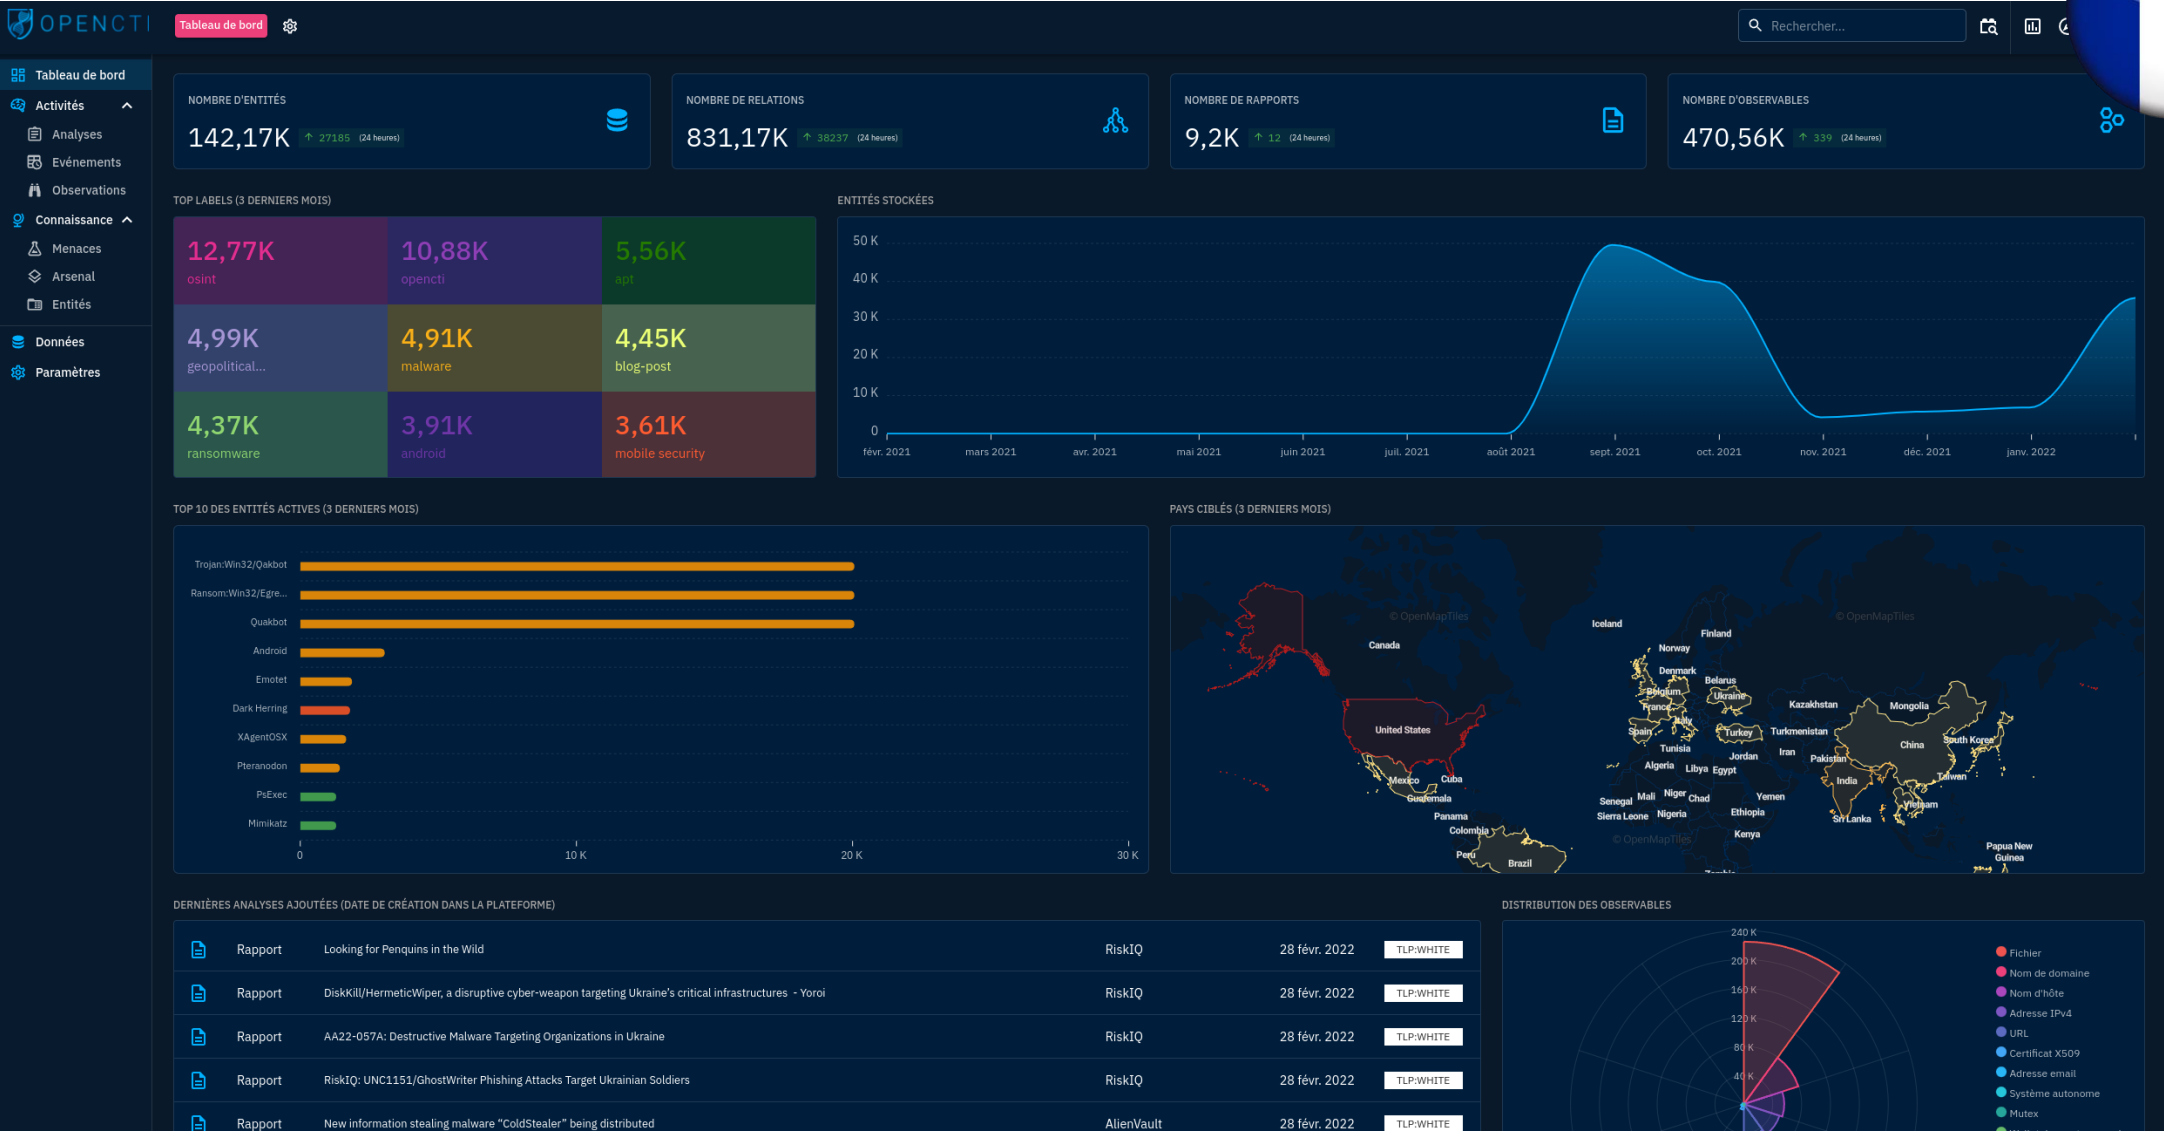 OPENCTI
Tableau de bord
Rechercher...
Tableau de bord
Activités
Analyses
Evénements
Observations
Connaissance
Menaces
Arsenal
Entités
Données
Paramètres
NOMBRE D'ENTITÉS
142,17K 27185 (24 heures)
NOMBRE DE RELATIONS
831,17K 38237 (24 heures)
NOMBRE DE RAPPORTS
9,2K 12 (24 heures)
NOMBRE D'OBSERVABLES
470,56K 339 (24 heures)
TOP LABELS (3 DERNIERS MOIS)
12,77K
osint
10,88K
opencti
5,56K
apt
4,99K
geopolitical...
4,91K
malware
4,45K
blog-post
4,37K
ransomware
3,91K
android
3,61K
mobile security
ENTITÉS STOCKÉES
50 K
40 K
30 K
20 K
10 K
0
févr. 2021 mars 2021 avr. 2021 mai 2021 juin 2021 juil. 2021 août 2021 sept. 2021 oct. 2021 nov. 2021 déc. 2021 janv. 2022
TOP 10 DES ENTITÉS ACTIVES (3 DERNIERS MOIS)
Trojan:Win32/Qakbot
Ransom:Win32/Egre...
Quakbot
Android
Emotet
Dark Herring
XAgentOSX
Pteranodon
PsExec
Mimikatz
0 10 K 20 K 30 K
PAYS CIBLÉS (3 DERNIERS MOIS)
© OpenMapTiles © OpenMapTiles
Iceland
Finland
Canada
Norway
Denmark
Belarus
Belgium
Ukraine
France
Kazakhstan
Mongolia
Italy
United States
Spain
Turkey
Turkmenistan
China
South Korea
Tunisia
Iran
Jordan
Pakistan
Algeria
Libya
Egypt
Mexico
Cuba
India
Taiwan
Guatemala
Senegal
Mali
Niger
Chad
Yemen
Vietnam
Panama
Sierra Leone
Nigeria
Ethiopia
Sri Lanka
Colombia
Kenya
© OpenMapTiles
Peru
Brazil
Papua New
Guinea
Zambia
DERNIÈRES ANALYSES AJOUTÉES (DATE DE CRÉATION DANS LA PLATEFORME)
Rapport Looking for Penquins in the Wild RiskIQ 28 févr. 2022 TLP:WHITE
Rapport DiskKill/HermeticWiper, a disruptive cyber-weapon targeting Ukraine's critical infrastructures - Yoroi RiskIQ 28 févr. 2022 TLP:WHITE
Rapport AA22-057A: Destructive Malware Targeting Organizations in Ukraine RiskIQ 28 févr. 2022 TLP:WHITE
Rapport RiskIQ: UNC1151/GhostWriter Phishing Attacks Target Ukrainian Soldiers RiskIQ 28 févr. 2022 TLP:WHITE
Rapport New information stealing malware “ColdStealer” being distributed AlienVault 28 févr. 2022 TLP:WHITE
DISTRIBUTION DES OBSERVABLES
240 K
200 K
160 K
120 K
80 K
40 K
Fichier
Nom de domaine
Nom d'hôte
Adresse IPv4
URL
Certificat X509
Adresse email
Système autonome
Mutex